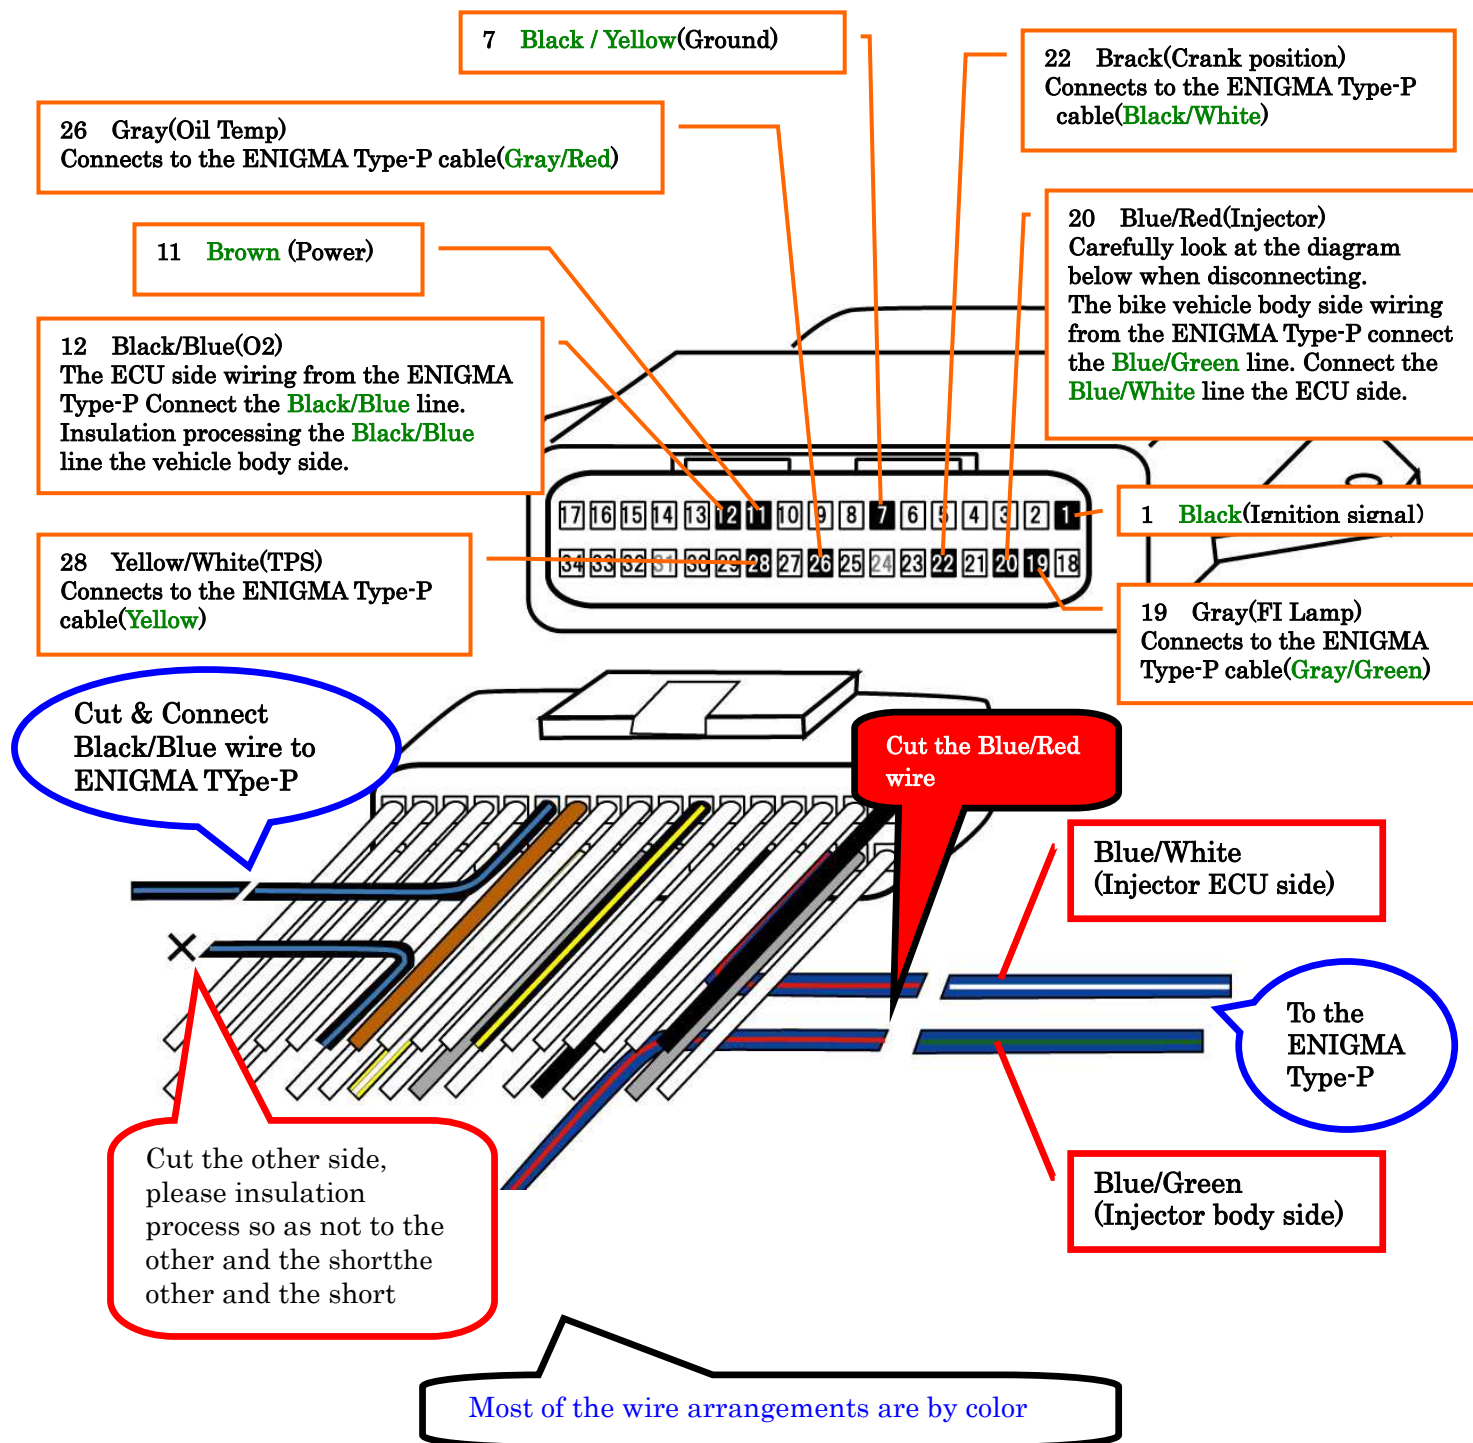 7 Black / Yellow(Ground)
22 Brack(Crank position)
Connects to the ENIGMA Type-P
cable(Black/White)
26 Gray(Oil Temp)
Connects to the ENIGMA Type-P cable(Gray/Red)
20 Blue/Red(Injector)
Carefully look at the diagram
below when disconnecting.
The bike vehicle body side wiring
from the ENIGMA Type-P connect
the Blue/Green line. Connect the
Blue/White line the ECU side.
11 Brown (Power)
12 Black/Blue(O2)
The ECU side wiring from the ENIGMA
Type-P Connect the Black/Blue line.
Insulation processing the Black/Blue
line the vehicle body side.
17 16 15 14 13 12 11 10 9 8 7 6 5 4 3 2 1
1 Black(Ignition signal)
34 33 32 31 30 29 28 27 26 25 24 23 22 21 20 19 18
28 Yellow/White(TPS)
Connects to the ENIGMA Type-P
cable(Yellow)
19 Gray(FI Lamp)
Connects to the ENIGMA
Type-P cable(Gray/Green)
Cut & Connect
Black/Blue wire to
ENIGMA TYpe-P
Cut the Blue/Red
wire
Blue/White
(Injector ECU side)
To the
ENIGMA
Type-P
Blue/Green
(Injector body side)
Cut the other side,
please insulation
process so as not to the
other and the shortthe
other and the short
Most of the wire arrangements are by color